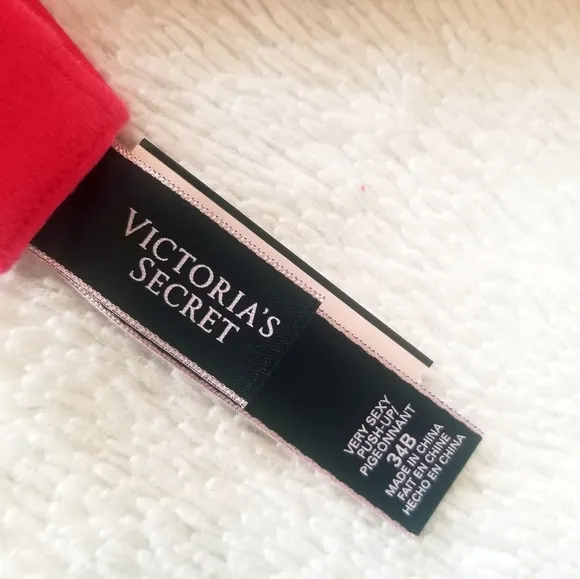 VICTORIA'S
SECRET
VERY SEXY
PUSH-UP/
PIGEONNANT
34B
MADE IN CHINA
FAIT EN CHINE
HECHO EN CHINA